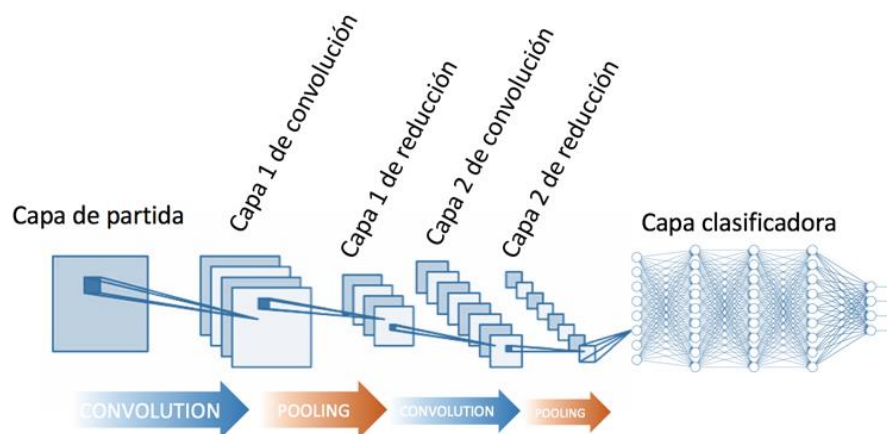 Capa de partida
Capa 1 de convolución
Capa 1 de reducción
Capa 2 de convolución
Capa 2 de reducción
Capa clasificadora
CONVOLUTION
POOLING
CONVOLUTION
POOLING